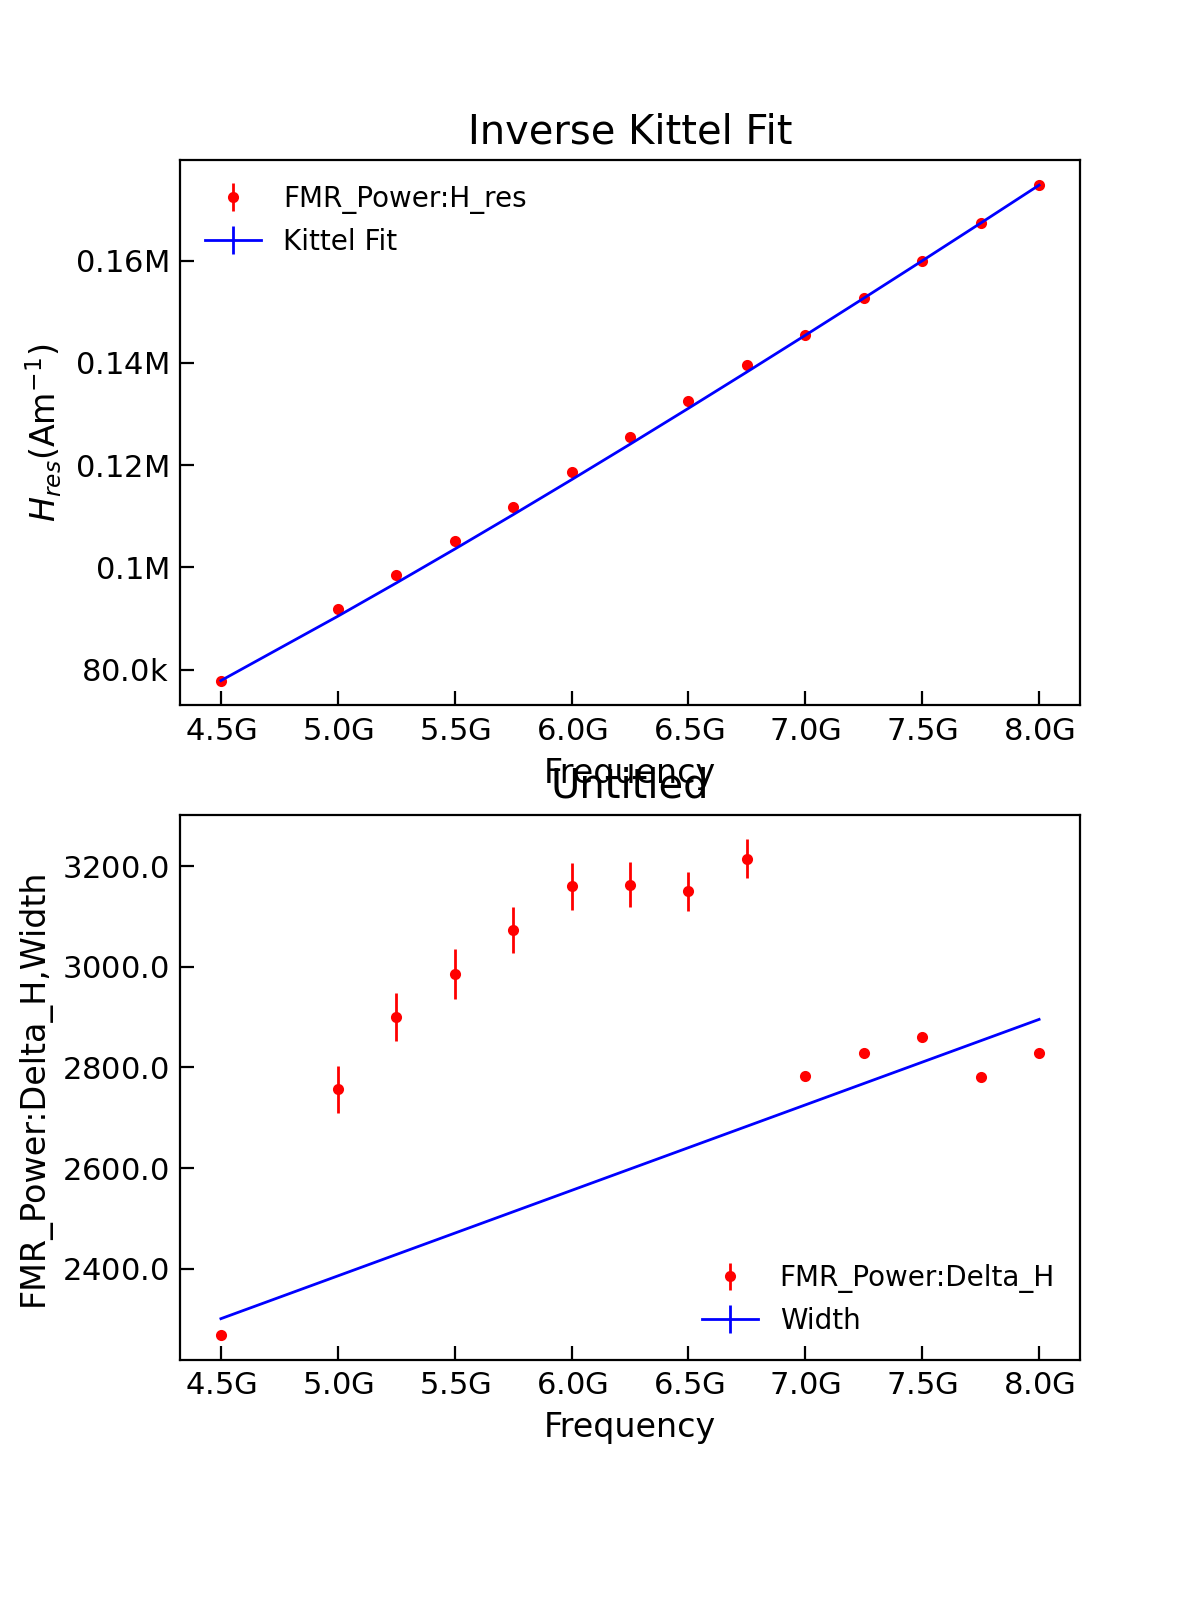 Inverse Kittel Fit
FMR_Power:H_res
Kittel Fit
0.16M
0.14M
0.12M
0.1M
80.0k
H_res(Am⁻¹)
4.5G 5.0G 5.5G 6.0G 6.5G 7.0G 7.5G 8.0G
Frequency
Untitled
3200.0
3000.0
2800.0
2600.0
2400.0
FMR_Power:Delta_H,Width
FMR_Power:Delta_H
Width
4.5G 5.0G 5.5G 6.0G 6.5G 7.0G 7.5G 8.0G
Frequency